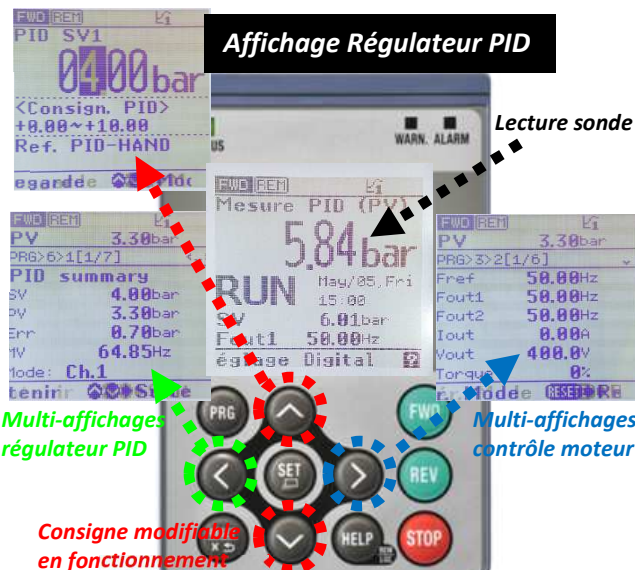 Affichage Régulateur PID
FWD REM
PID SV1
0400bar
<Consign. PID>
+0.00~+10.00
Ref. PID-HAND
WARN. ALARM
Lecture sonde
FWD REM
Mesure PID (PV)
5.84bar
RUN May/05,Fri
15:00
SV 6.01bar
Fout1 50.00Hz
églage Digital ?
FWD REM
PV 3.30bar
PRG>6>1[1/7]
PID summary
SV 4.00bar
PV 3.30bar
Err 0.70bar
MV 64.85Hz
Mode: Ch.1
FWD REM
PV 3.30bar
PRG>3>2[1/6]
Fref 50.00Hz
Fout1 50.00Hz
Fout2 50.00Hz
Iout 0.00A
Vout 400.0V
Torque 0%
Multi-affichages
régulateur PID
Multi-affichages
contrôle moteur
PRG
FWD
SET
REV
HELP
STOP
Consigne modifiable
en fonctionnement